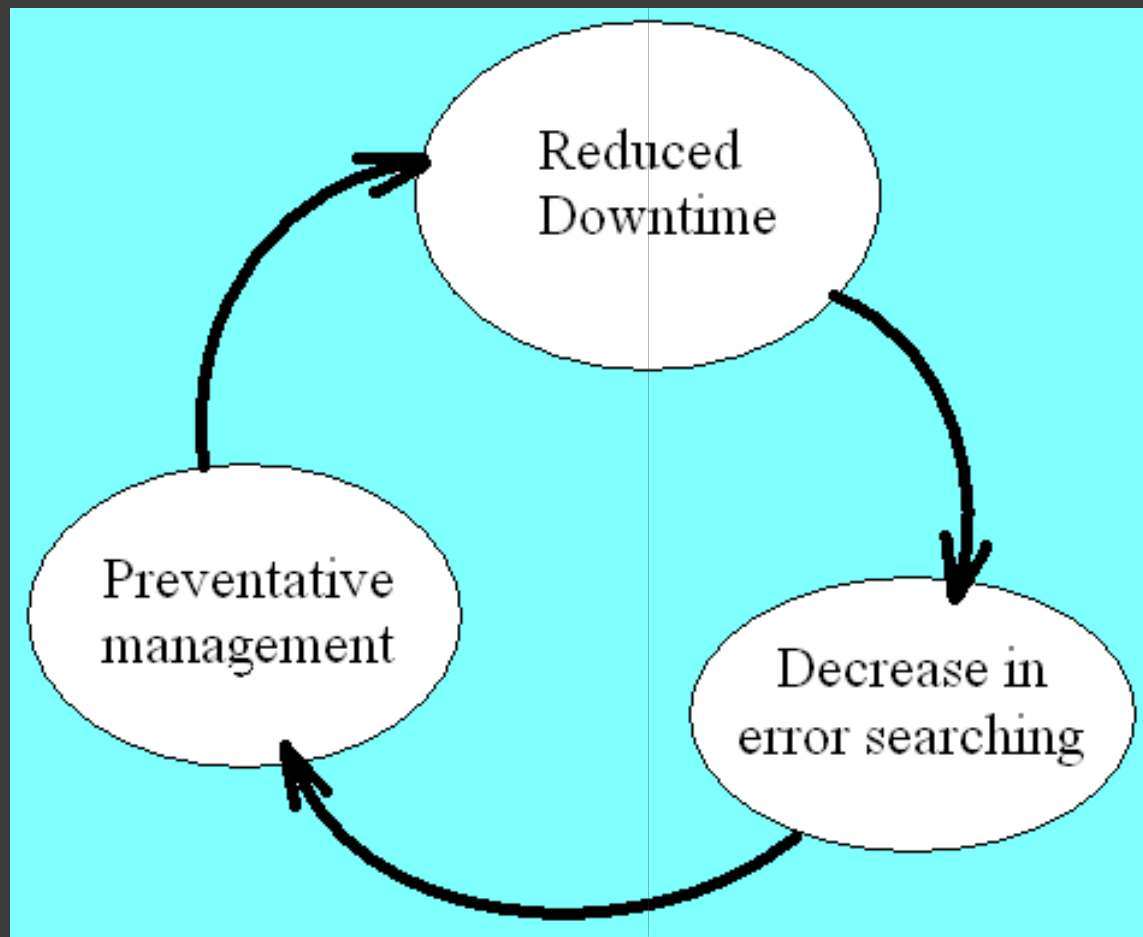 Reduced
Downtime
Preventative
management
Decrease in
error searching